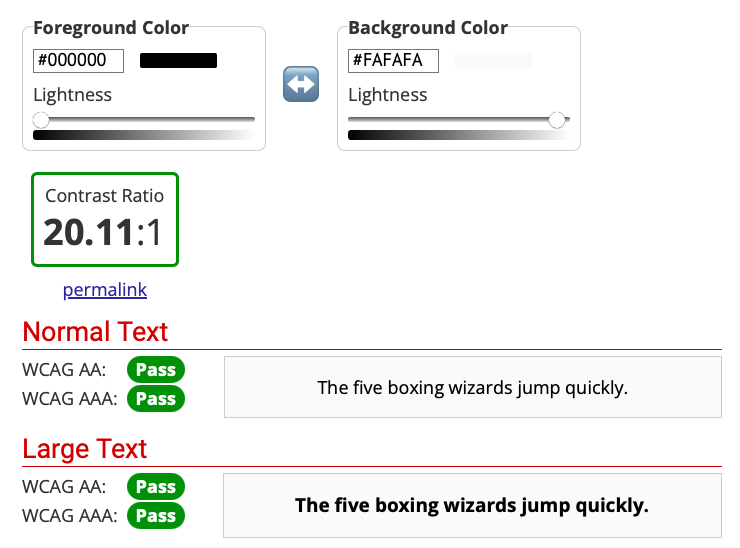 Foreground Color
#000000
Lightness
Background Color
#FAFAFA
Lightness
Contrast Ratio
20.11:1
permalink
Normal Text
WCAG AA: Pass
WCAG AAA: Pass
The five boxing wizards jump quickly.
Large Text
WCAG AA: Pass
WCAG AAA: Pass
The five boxing wizards jump quickly.